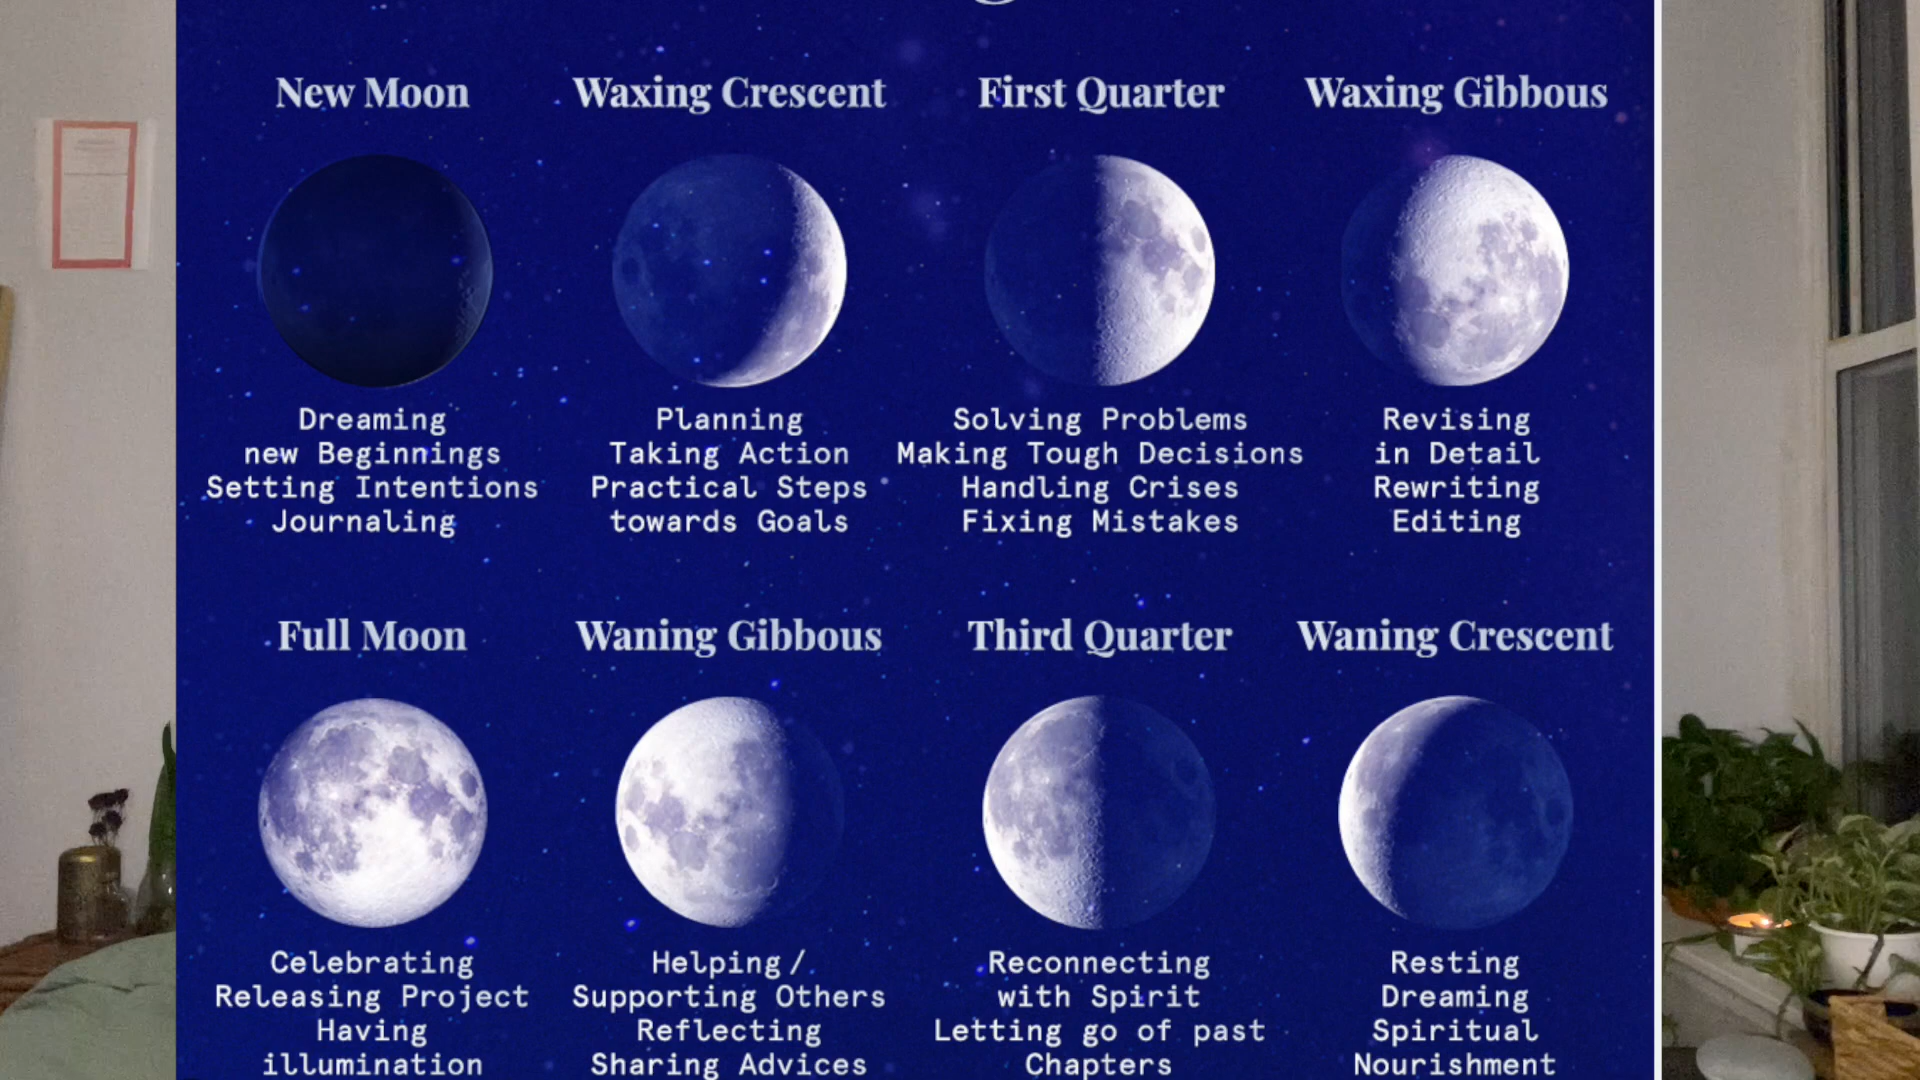 New Moon
Waxing Crescent
First Quarter
Waxing Gibbous
Dreaming
new Beginnings
Setting Intentions
Journaling
Planning
Taking Action
Practical Steps
towards Goals
Solving Problems
Making Tough Decisions
Handling Crises
Fixing Mistakes
Revising
in Detail
Rewriting
Editing
Full Moon
Waning Gibbous
Third Quarter
Waning Crescent
Celebrating
Releasing Project
Having
illumination
Helping/
Supporting Others
Reflecting
Sharing Advices
Reconnecting
with Spirit
Letting go of past
Chapters
Resting
Dreaming
Spiritual
Nourishment